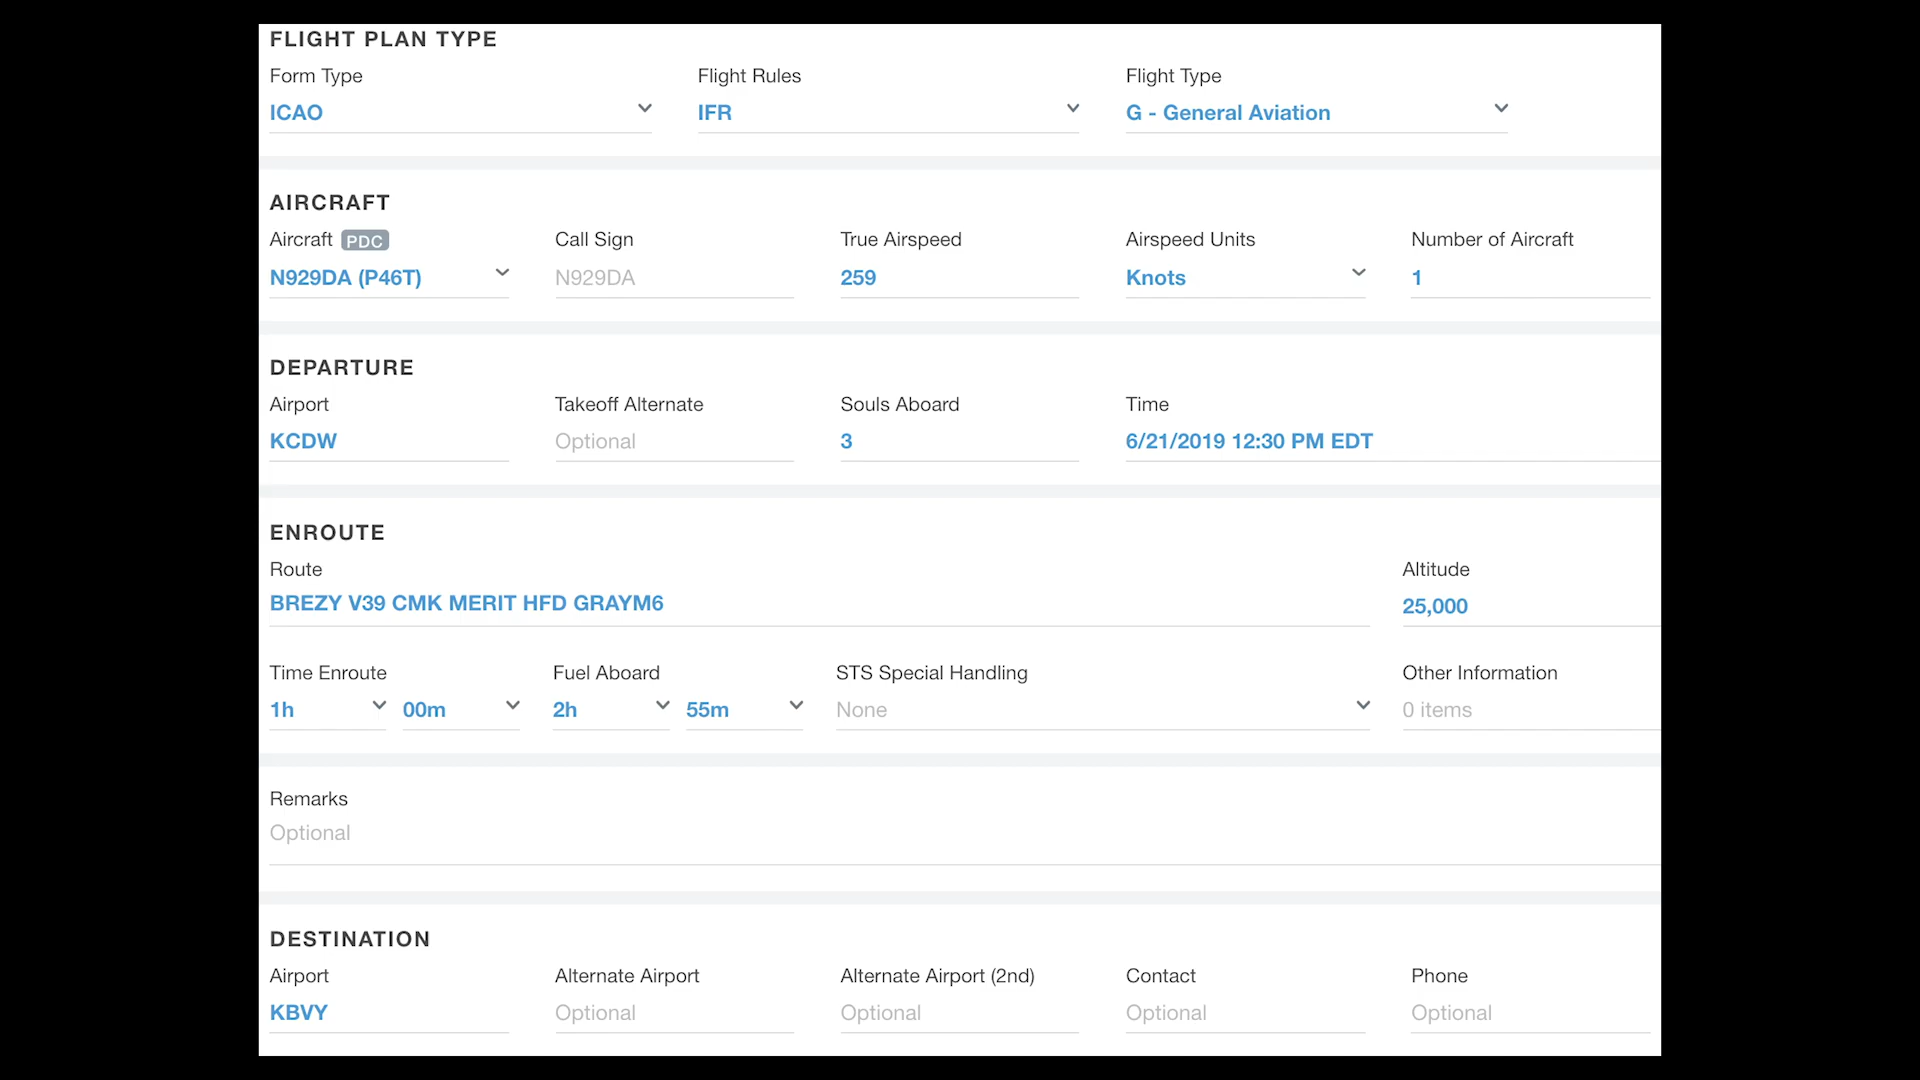 FLIGHT PLAN TYPE
Form Type Flight Rules Flight Type
ICAO IFR G - General Aviation
AIRCRAFT
Aircraft PDC Call Sign True Airspeed Airspeed Units Number of Aircraft
N929DA (P46T) N929DA 259 Knots 1
DEPARTURE
Airport Takeoff Alternate Souls Aboard Time
KCDW Optional 3 6/21/2019 12:30 PM EDT
ENROUTE
Route Altitude
BREZY V39 CMK MERIT HFD GRAYM6 25,000
Time Enroute Fuel Aboard STS Special Handling Other Information
1h 00m 2h 55m None 0 items
Remarks
Optional
DESTINATION
Airport Alternate Airport Alternate Airport (2nd) Contact Phone
KBVY Optional Optional Optional Optional